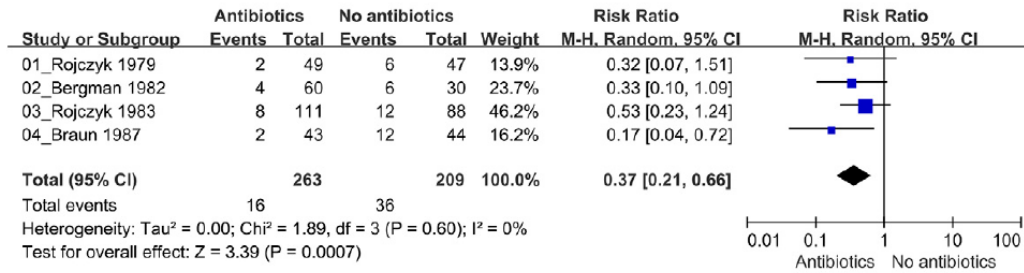 Antibiotics No antibiotics Risk Ratio Risk Ratio
Study or Subgroup Events Total Events Total Weight M-H, Random, 95% CI M-H, Random, 95% CI
01_Rojczyk 1979 2 49 6 47 13.9% 0.32 [0.07, 1.51]
02_Bergman 1982 4 60 6 30 23.7% 0.33 [0.10, 1.09]
03_Rojczyk 1983 8 111 12 88 46.2% 0.53 [0.23, 1.24]
04_Braun 1987 2 43 12 44 16.2% 0.17 [0.04, 0.72]
Total (95% CI) 263 209 100.0% 0.37 [0.21, 0.66]
Total events 16 36
Heterogeneity: Tau² = 0.00; Chi² = 1.89, df = 3 (P = 0.60); I² = 0%
Test for overall effect: Z = 3.39 (P = 0.0007)
0.01 0.1 1 10 100
Antibiotics No antibiotics